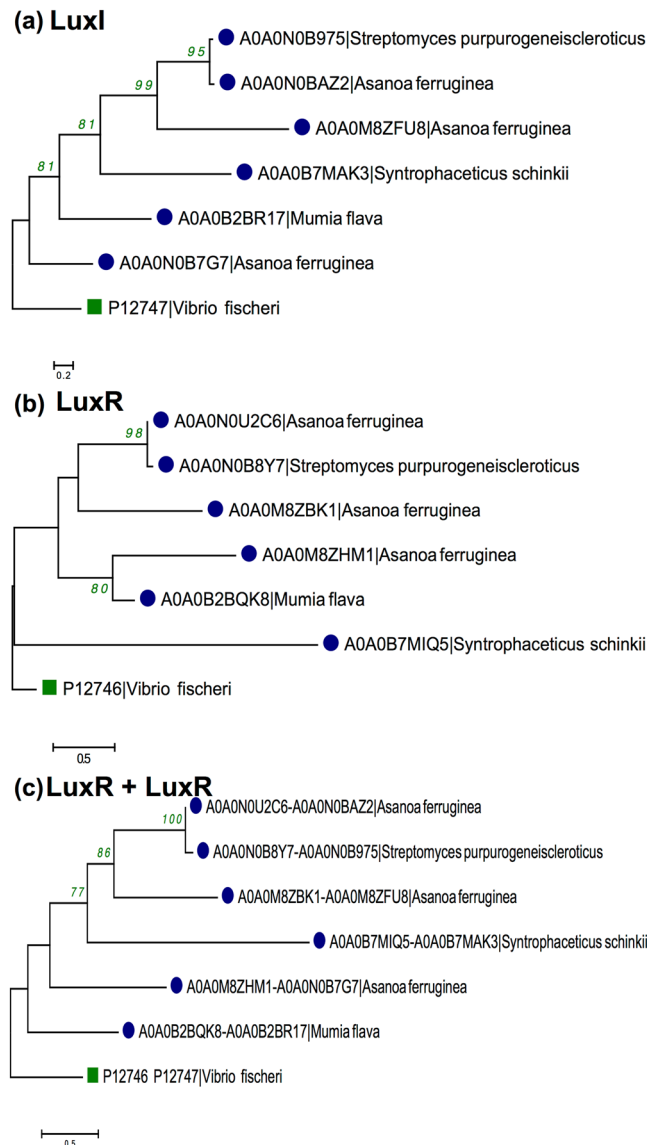 (a) LuxI
95
A0A0N0B975|Streptomyces purpurogeneiscleroticus
99
A0A0N0BAZ2|Asanoa ferruginea
81
A0A0M8ZFU8|Asanoa ferruginea
81
A0A0B7MAK3|Syntrophaceticus schinkii
A0A0B2BR17|Mumia flava
A0A0N0B7G7|Asanoa ferruginea
P12747|Vibrio fischeri
0.2
(b) LuxR
A0A0N0U2C6|Asanoa ferruginea
98
A0A0N0B8Y7|Streptomyces purpurogeneiscleroticus
A0A0M8ZBK1|Asanoa ferruginea
A0A0M8ZHM1|Asanoa ferruginea
80
A0A0B2BQK8|Mumia flava
A0A0B7MIQ5|Syntrophaceticus schinkii
P12746|Vibrio fischeri
0.5
(c) LuxR + LuxR
A0A0N0U2C6-A0A0N0BAZ2|Asanoa ferruginea
100
A0A0N0B8Y7-A0A0N0B975|Streptomyces purpurogeneiscleroticus
86
A0A0M8ZBK1-A0A0M8ZFU8|Asanoa ferruginea
77
A0A0B7MIQ5-A0A0B7MAK3|Syntrophaceticus schinkii
A0A0M8ZHM1-A0A0N0B7G7|Asanoa ferruginea
A0A0B2BQK8-A0A0B2BR17|Mumia flava
P12746 P12747|Vibrio fischeri
0.5